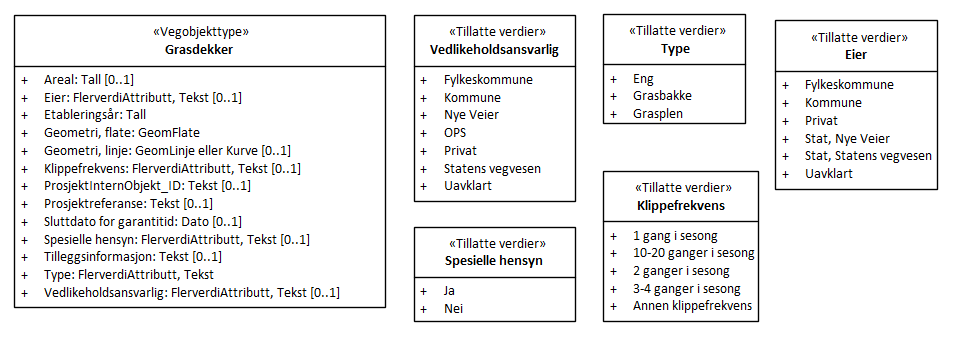 «Vegobjekttype»
Grasdekker
+ Areal: Tall [0..1]
+ Eier: FlerverdiAttributt, Tekst [0..1]
+ Etableringsår: Tall
+ Geometri, flate: GeomFlate
+ Geometri, linje: GeomLinje eller Kurve [0..1]
+ Klippefrekvens: FlerverdiAttributt, Tekst [0..1]
+ ProsjektInternObjekt_ID: Tekst [0..1]
+ Prosjektreferanse: Tekst [0..1]
+ Sluttdato for garantitid: Dato [0..1]
+ Spesielle hensyn: FlerverdiAttributt, Tekst [0..1]
+ Tilleggsinformasjon: Tekst [0..1]
+ Type: FlerverdiAttributt, Tekst
+ Vedlikeholdsansvarlig: FlerverdiAttributt, Tekst [0..1]
«Tillatte verdier»
Vedlikeholdsansvarlig
+ Fylkeskommune
+ Kommune
+ Nye Veier
+ OPS
+ Privat
+ Statens vegvesen
+ Uavklart
«Tillatte verdier»
Spesielle hensyn
+ Ja
+ Nei
«Tillatte verdier»
Type
+ Eng
+ Grasbakke
+ Grasplen
«Tillatte verdier»
Klippefrekvens
+ 1 gang i sesong
+ 10-20 ganger i sesong
+ 2 ganger i sesong
+ 3-4 ganger i sesong
+ Annen klippefrekvens
«Tillatte verdier»
Eier
+ Fylkeskommune
+ Kommune
+ Privat
+ Stat, Nye Veier
+ Stat, Statens vegvesen
+ Uavklart